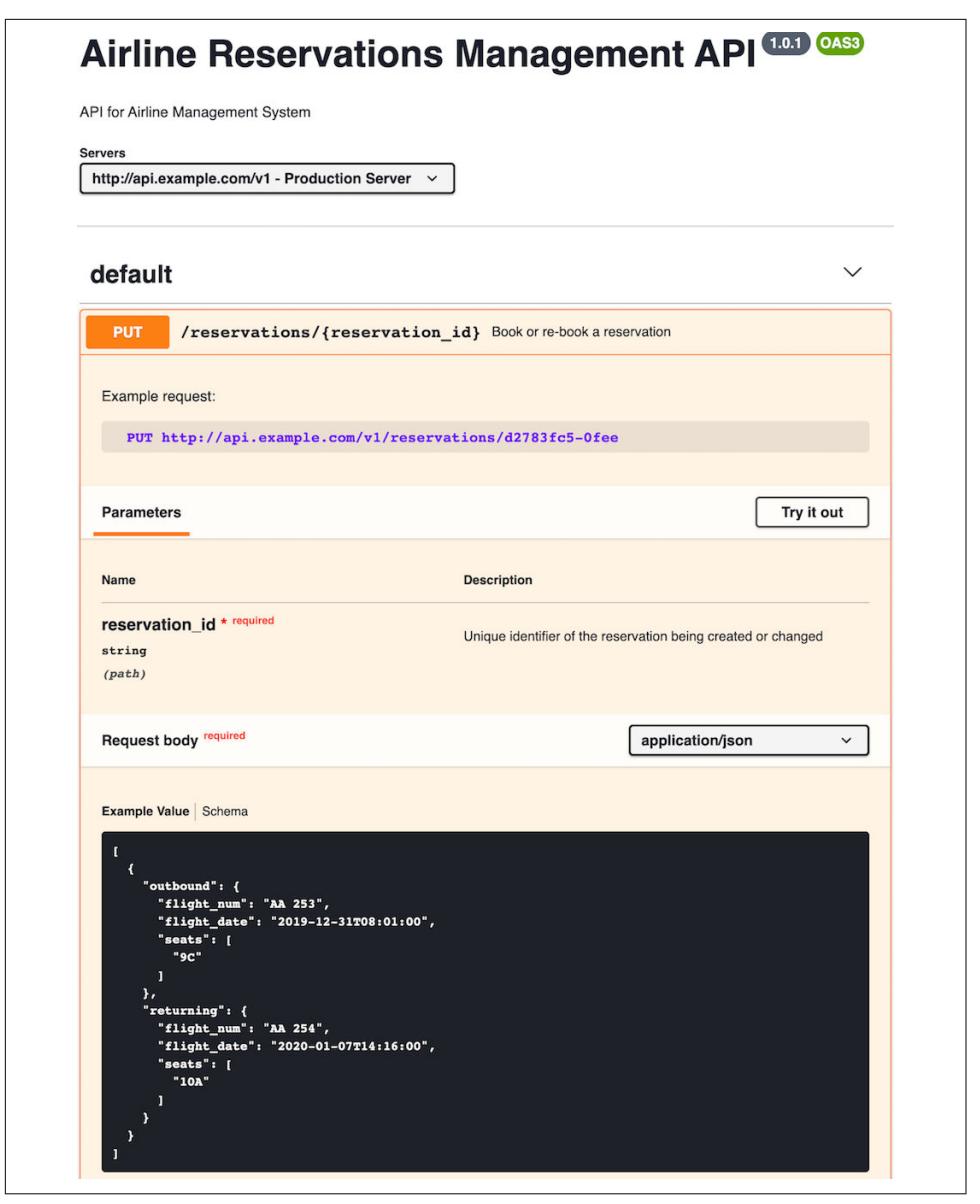 Airline Reservations Management API 1.0.1 OAS3
API for Airline Management System
Servers
http://api.example.com/v1 - Production Server
default
PUT /reservations/{reservation_id} Book or re-book a reservation
Example request:
PUT http://api.example.com/v1/reservations/d2783fc5-0fee
Parameters Try it out
Name Description
reservation_id * required
Unique identifier of the reservation being created or changed
string
(path)
Request body required application/json
Example Value | Schema
[
  {
    "outbound": {
      "flight_num": "AA 253",
      "flight_date": "2019-12-31T08:01:00",
      "seats": [
        "9C"
      ]
    },
    "returning": {
      "flight_num": "AA 254",
      "flight_date": "2020-01-07T14:16:00",
      "seats": [
        "10A"
      ]
    }
  }
]